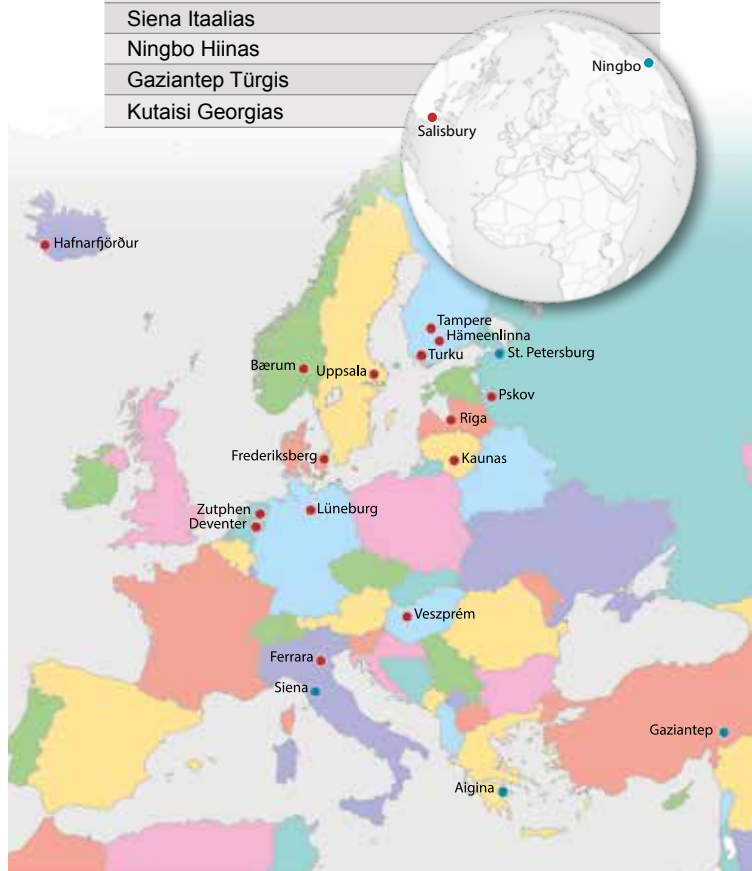 Siena Itaalias
Ningbo Hiinas
Gaziantep Türgis
Kutaisi Georgias
Ningbo
Salisbury
Hafnarfjörður
Tampere
Hämeenlinna
Turku
St. Petersburg
Bærum
Uppsala
Pskov
Rīga
Frederiksberg
Kaunas
Zutphen
Deventer
Lüneburg
Veszprém
Ferrara
Siena
Gaziantep
Aigina